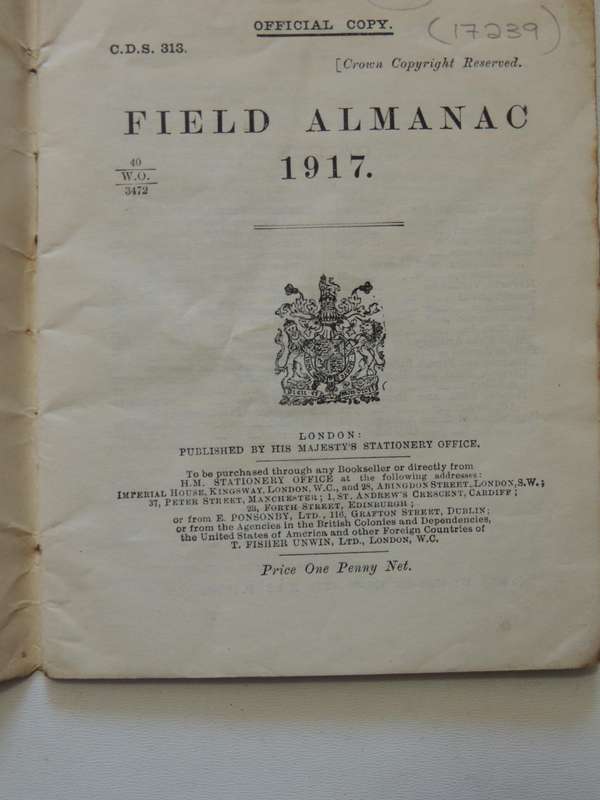 OFFICIAL COPY.
(17239)
C.D.S. 313.
[Crown Copyright Reserved.
FIELD ALMANAC
1917.
40
W.O.
3472
LONDON:
PUBLISHED BY HIS MAJESTY'S STATIONERY OFFICE.
To be purchased through any Bookseller or directly from
H.M. STATIONERY OFFICE at the following addresses:
IMPERIAL HOUSE, KINGSWAY, LONDON, W.C., and 28, ABINGDON STREET, LONDON, S.W.;
37, PETER STREET, MANCHESTER; 1, ST. ANDREW'S CRESCENT, CARDIFF;
23, FORTH STREET, EDINBURGH;
or from E. PONSONBY, LTD., 116, GRAFTON STREET, DUBLIN;
or from the Agencies in the British Colonies and Dependencies,
the United States of America and other Foreign Countries of
T. FISHER UNWIN, LTD., LONDON, W.C.
Price One Penny Net.